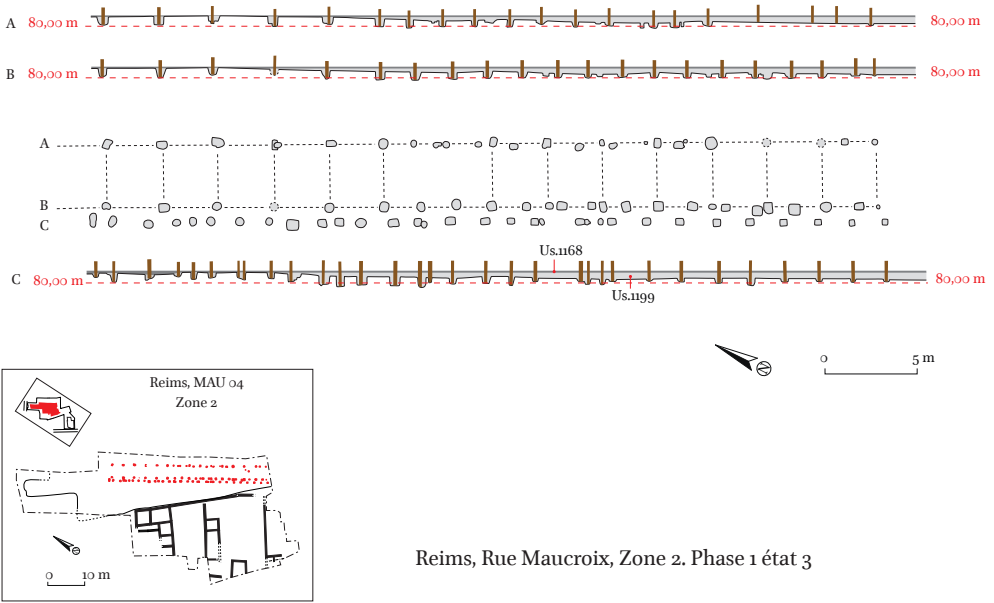 A 80,00 m 80,00 m
B 80,00 m 80,00 m
A
B
C
Us.1168
C 80,00 m 80,00 m
Us.1199
N
0 5 m
Reims, MAU 04
Zone 2
N
0 10 m
Reims, Rue Maucroix, Zone 2. Phase 1 état 3